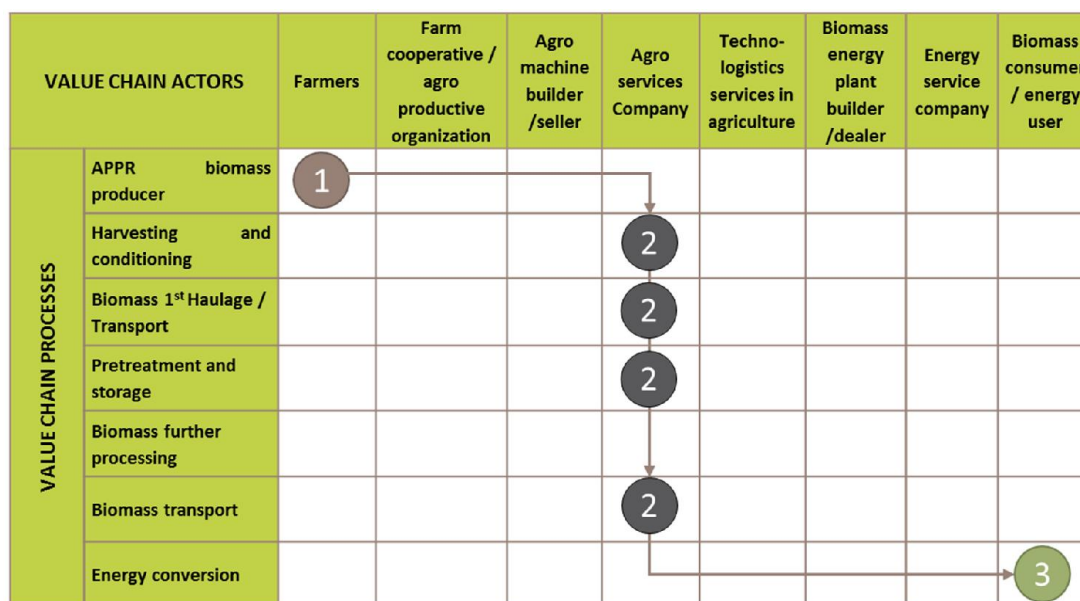 VALUE CHAIN ACTORS
Farmers
Farm
cooperative /
agro
productive
organization
Agro
machine
builder
/seller
Agro
services
Company
Techno-
logistics
services in
agriculture
Biomass
energy
plant
builder
/dealer
Energy
service
company
Biomass
consumer
/ energy
user
VALUE CHAIN PROCESSES
APPR biomass
producer
1
Harvesting and
conditioning
2
Biomass 1st Haulage /
Transport
2
Pretreatment and
storage
2
Biomass further
processing
Biomass transport
2
Energy conversion
3